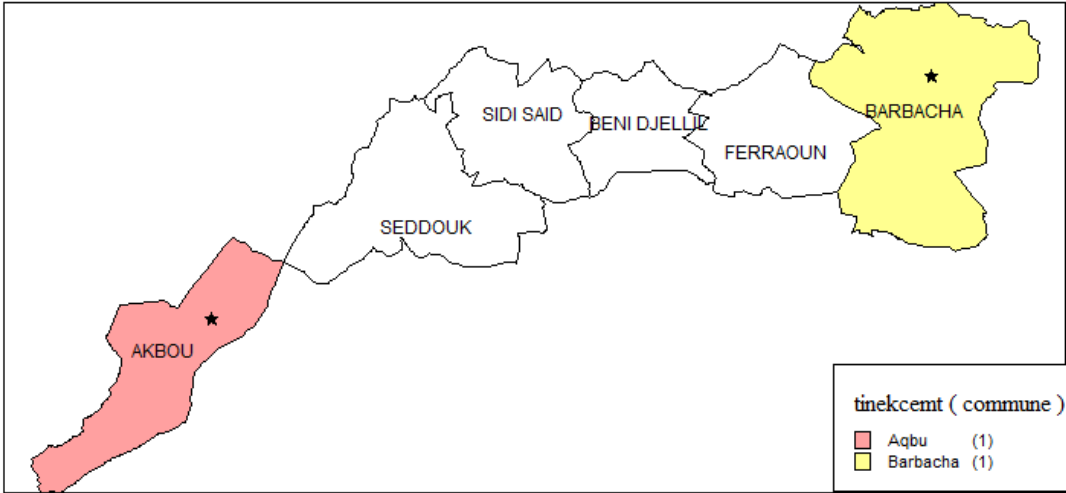 SIDI SAID
BENI DJELLIL
BARBACHA
FERRAOUN
SEDDOUK
AKBOU
tinekcemt ( commune )
Aqbu (1)
Barbacha (1)